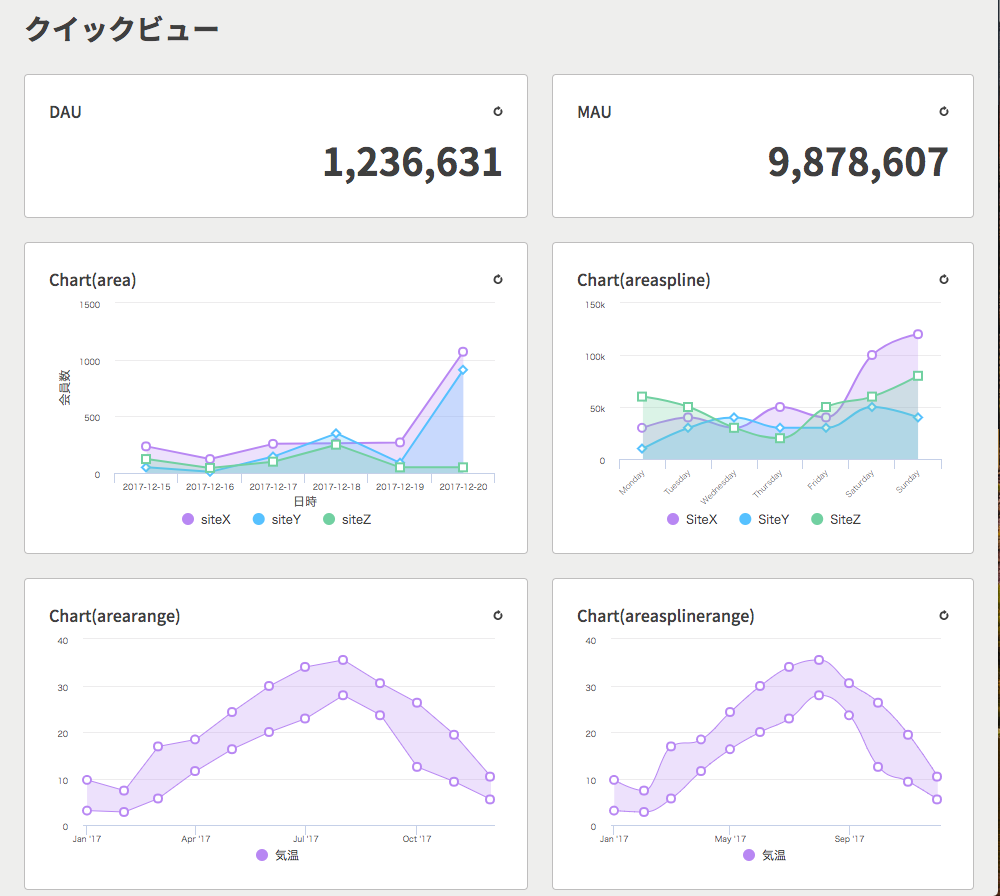 クイックビュー
DAU
1,236,631
MAU
9,878,607
Chart(area)
1500
1000
500
0
会員数
2017-12-15 2017-12-16 2017-12-17 2017-12-18 2017-12-19 2017-12-20
日時
siteX siteY siteZ
Chart(areaspline)
150k
100k
50k
0
Monday Tuesday Wednesday Thursday Friday Saturday Sunday
SiteX SiteY SiteZ
Chart(arearange)
40
30
20
10
0
Jan '17 Apr '17 Jul '17 Oct '17
気温
Chart(areasplinerange)
40
30
20
10
0
Jan '17 May '17 Sep '17
気温